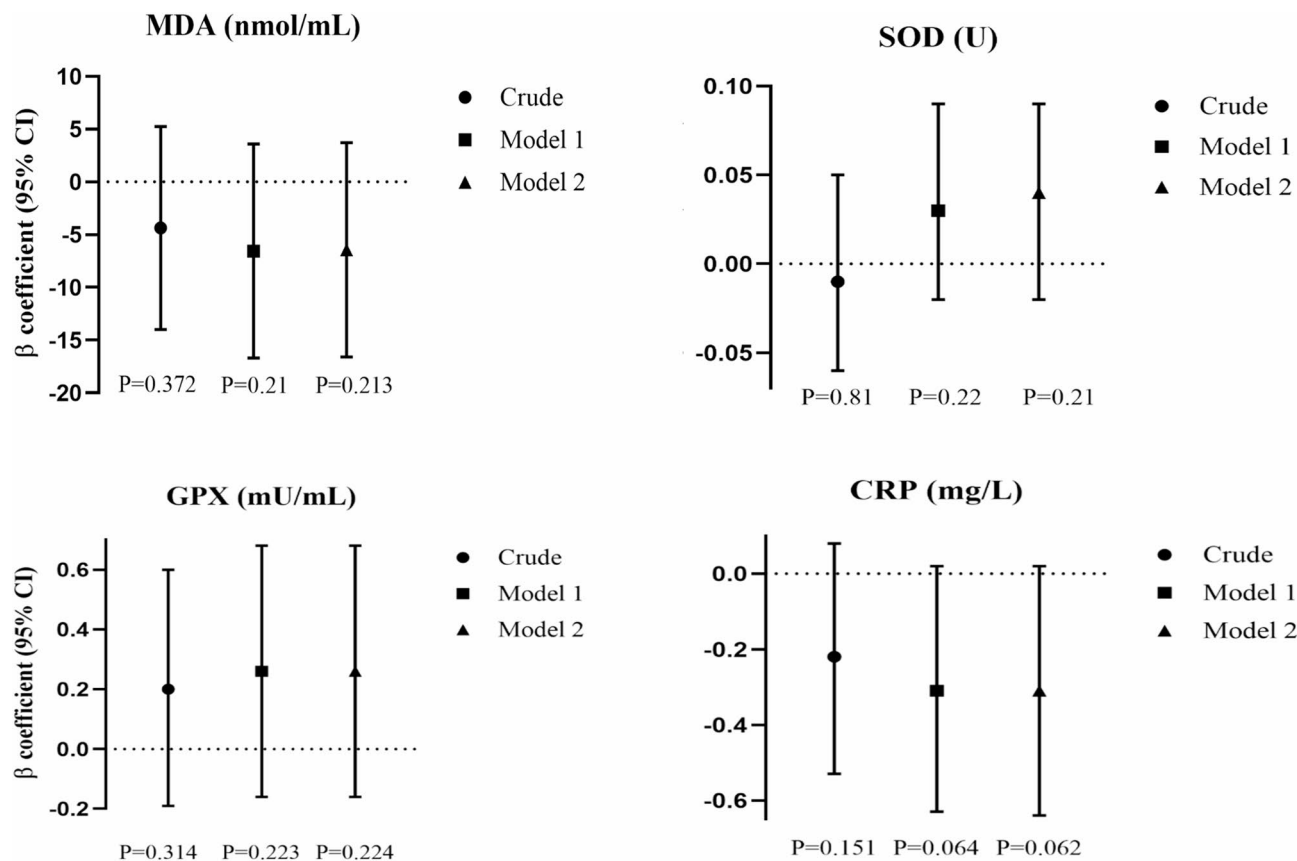 MDA (nmol/mL)
β coefficient (95% CI)
10
5
0
-5
-10
-15
-20
P=0.372 P=0.21 P=0.213
Crude
Model 1
Model 2
SOD (U)
0.10
0.05
0.00
-0.05
P=0.81 P=0.22 P=0.21
Crude
Model 1
Model 2
GPX (mU/mL)
β coefficient (95% CI)
0.6
0.4
0.2
0.0
-0.2
P=0.314 P=0.223 P=0.224
Crude
Model 1
Model 2
CRP (mg/L)
0.0
-0.2
-0.4
-0.6
P=0.151 P=0.064 P=0.062
Crude
Model 1
Model 2